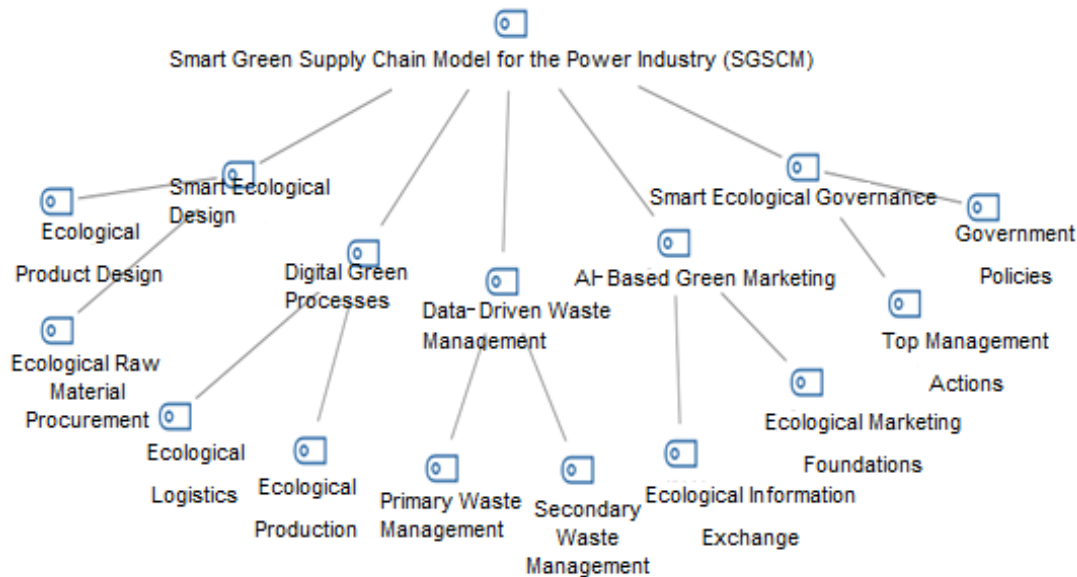 Smart Green Supply Chain Model for the Power Industry (SGSCM)
Smart Ecological
Design
Smart Ecological Governance
Ecological
Product Design
Government
Policies
Digital Green
Processes
AI-Based Green Marketing
Data-Driven Waste
Management
Ecological Raw
Material
Procurement
Top Management
Actions
Ecological
Logistics
Ecological
Production
Primary Waste
Management
Secondary
Waste
Management
Ecological Information
Exchange
Ecological Marketing
Foundations